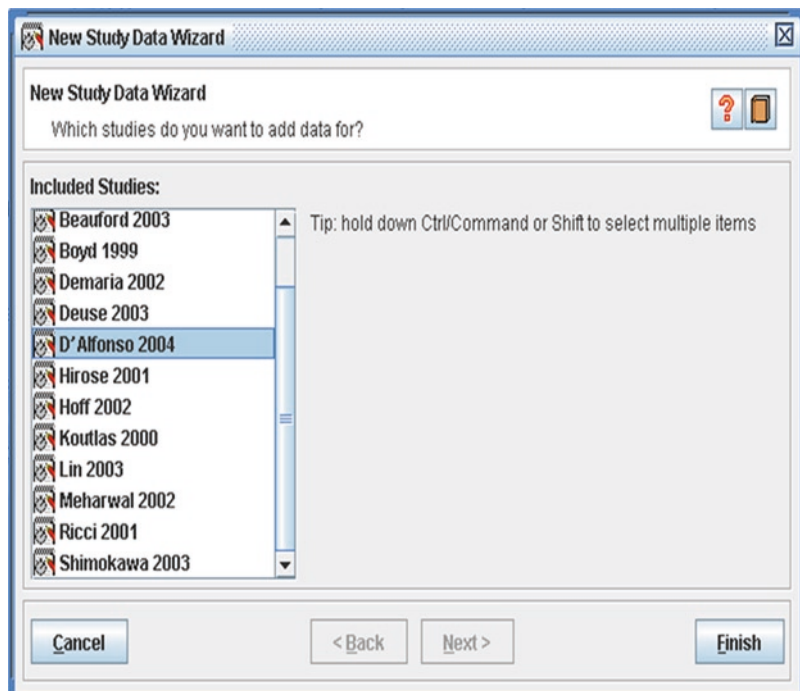 New Study Data Wizard
New Study Data Wizard
Which studies do you want to add data for?
?
Included Studies:
Beauford 2003
Tip: hold down Ctrl/Command or Shift to select multiple items
Boyd 1999
Demaria 2002
Deuse 2003
D'Alfonso 2004
Hirose 2001
Hoff 2002
Koutlas 2000
Lin 2003
Meharwal 2002
Ricci 2001
Shimokawa 2003
Cancel
< Back
Next >
Finish